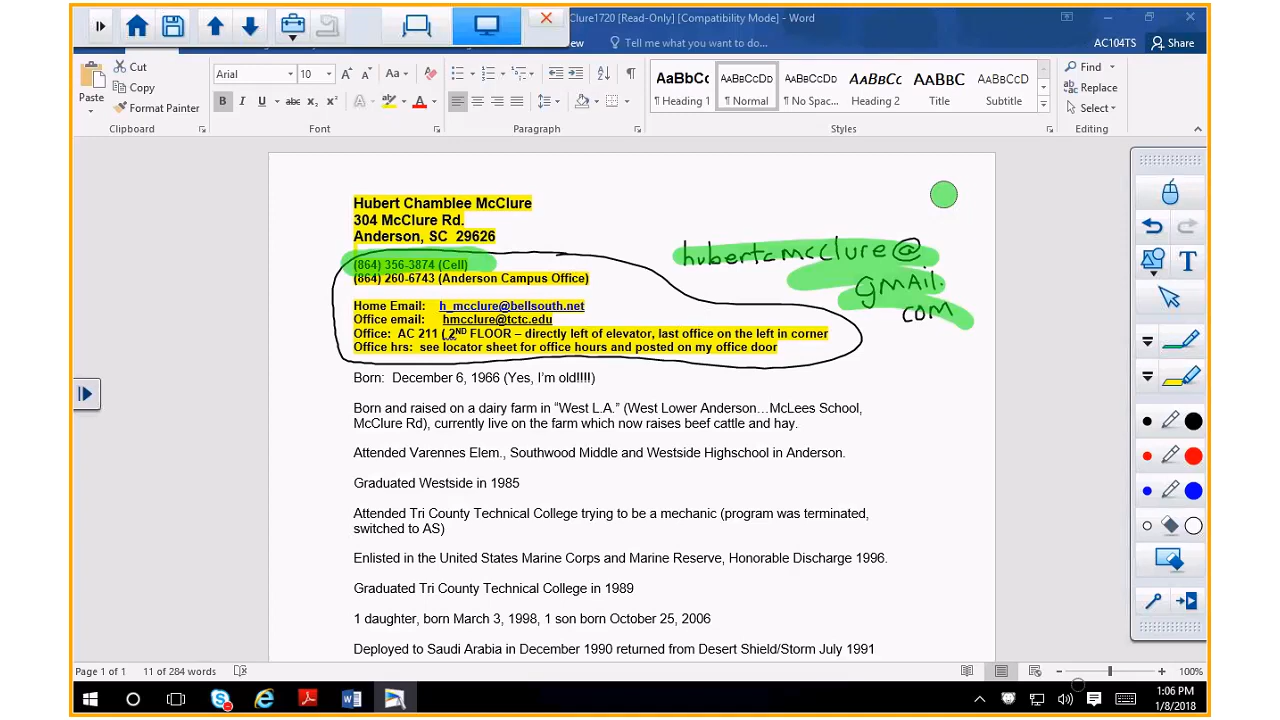 Clure1720 [Read-Only] [Compatibility Mode] - Word
ew Tell me what you want to do... AC104TS Share
Paste
Cut
Copy
Format Painter
Clipboard
Arial 10 Aa
B I U abc x₂ x² A A
Font
Paragraph
AaBbCc AaBbCcDd AaBbCcDd AaBbCc AaBbC AaBbCcD
¶ Heading 1 ¶ Normal ¶ No Spac... Heading 2 Title Subtitle
Styles
Find
Replace
Select
Editing
Hubert Chamblee McClure
304 McClure Rd.
Anderson, SC 29626
(864) 356-3874 (Cell)
(864) 260-6743 (Anderson Campus Office)
hubertcmcclure@
gmail.
com
Home Email: h_mcclure@bellsouth.net
Office email: hmcclure@tctc.edu
Office: AC 211 ( 2ND FLOOR – directly left of elevator, last office on the left in corner
Office hrs: see locator sheet for office hours and posted on my office door
Born: December 6, 1966 (Yes, I'm old!!!!)
Born and raised on a dairy farm in “West L.A.” (West Lower Anderson…McLees School,
McClure Rd), currently live on the farm which now raises beef cattle and hay.
Attended Varennes Elem., Southwood Middle and Westside Highschool in Anderson.
Graduated Westside in 1985
Attended Tri County Technical College trying to be a mechanic (program was terminated,
switched to AS)
Enlisted in the United States Marine Corps and Marine Reserve, Honorable Discharge 1996.
Graduated Tri County Technical College in 1989
1 daughter, born March 3, 1998, 1 son born October 25, 2006
Deployed to Saudi Arabia in December 1990 returned from Desert Shield/Storm July 1991
Page 1 of 1 11 of 284 words 100%
1:06 PM
1/8/2018